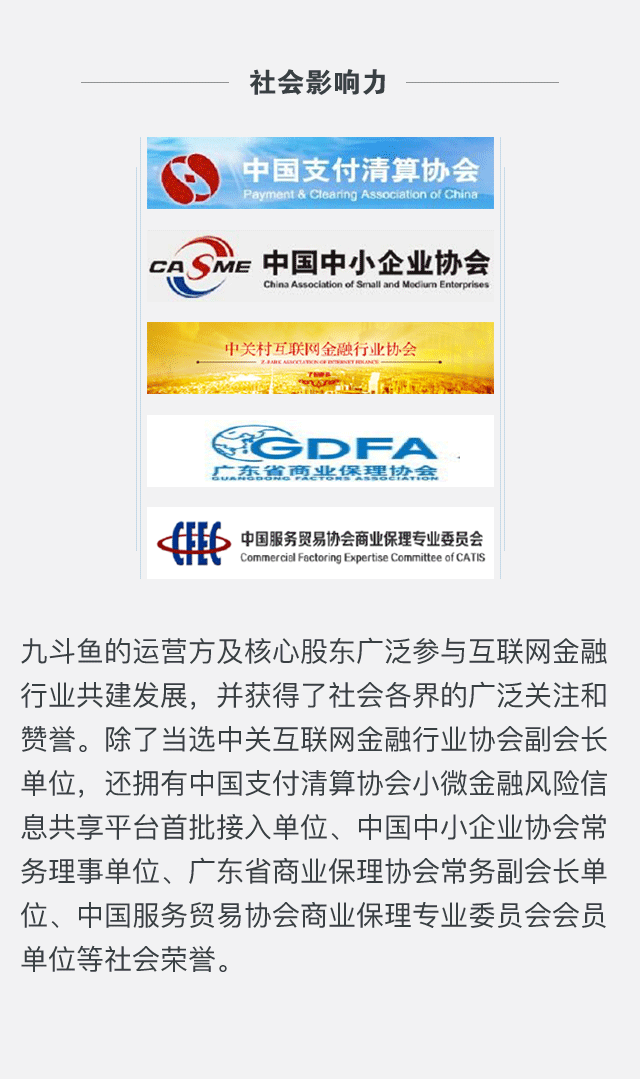 社会影响力
中国支付清算协会
Payment & Clearing Association of China
CASME 中国中小企业协会
China Association of Small and Medium Enterprises
中关村互联网金融行业协会
Z-PARK ASSOCIATION OF INTERNET FINANCE
GDFA
广东省商业保理协会
GUANGDONG FACTORS ASSOCIATION
CFEC 中国服务贸易协会商业保理专业委员会
Commercial Factoring Expertise Committee of CATIS
九斗鱼的运营方及核心股东广泛参与互联网金融
行业共建发展，并获得了社会各界的广泛关注和
赞誉。除了当选中关互联网金融行业协会副会长
单位，还拥有中国支付清算协会小微金融风险信
息共享平台首批接入单位、中国中小企业协会常
务理事单位、广东省商业保理协会常务副会长单
位、中国服务贸易协会商业保理专业委员会会员
单位等社会荣誉。